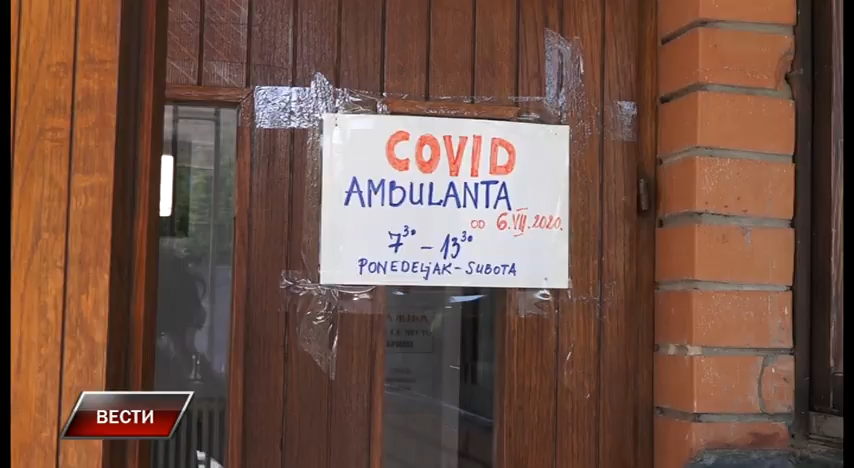 COVID
AMBULANTA
OD 6.VII.2020.
7³⁰ - 13³⁰
PONEDELjAK - SUBOTA
ВЕСТИ